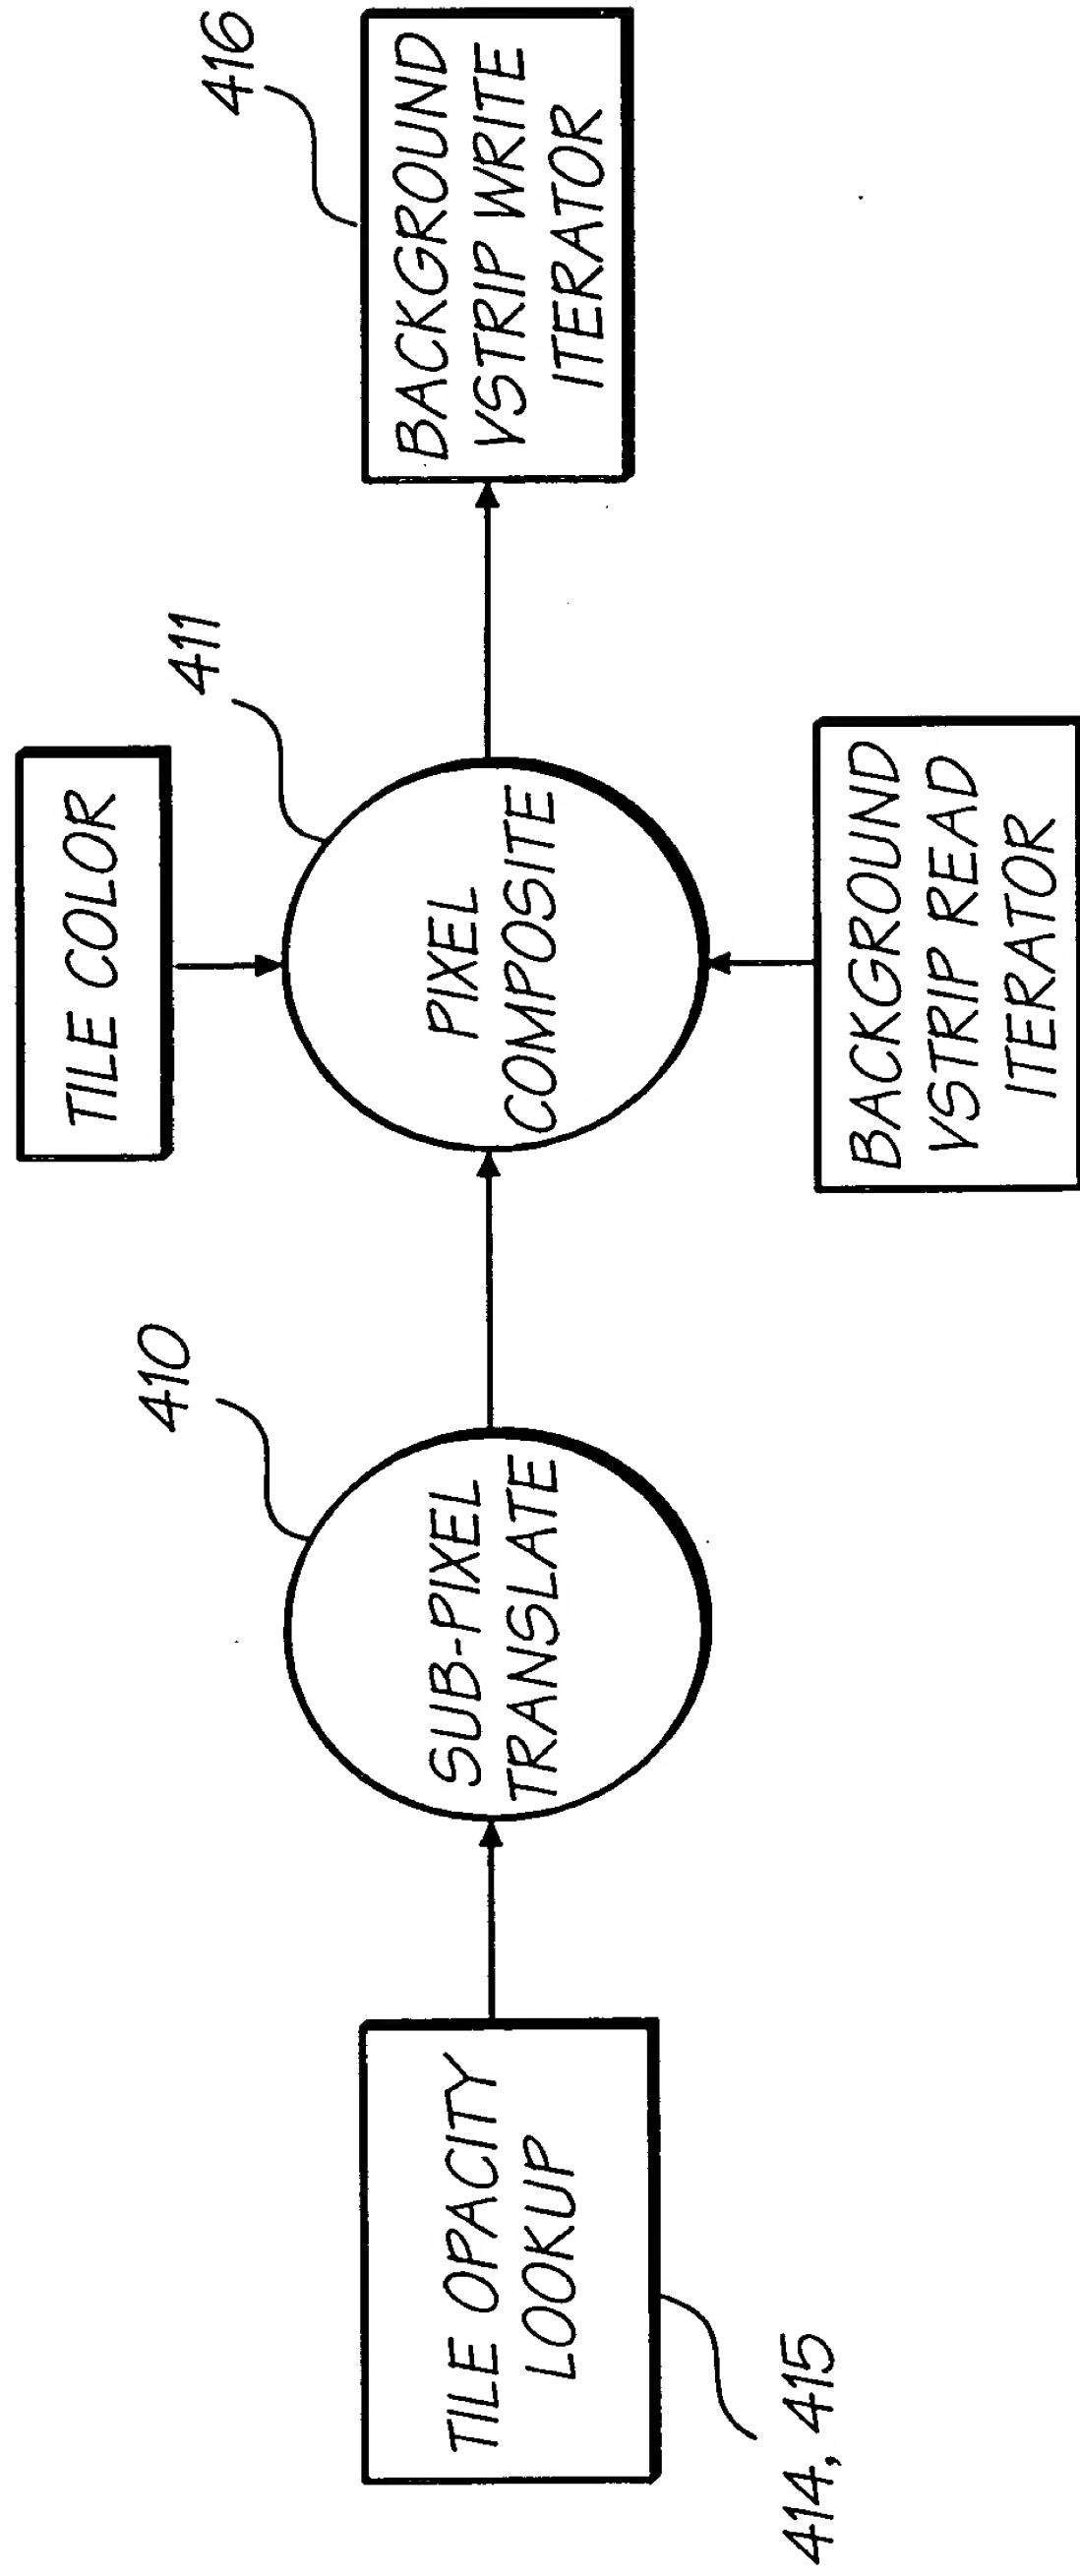 TILE COLOR
411
416
410
TILE OPACITY
LOOKUP
414, 415
SUB-PIXEL
TRANSLATE
PIXEL
COMPOSITE
BACKGROUND
VSTRIP WRITE
ITERATOR
BACKGROUND
VSTRIP READ
ITERATOR